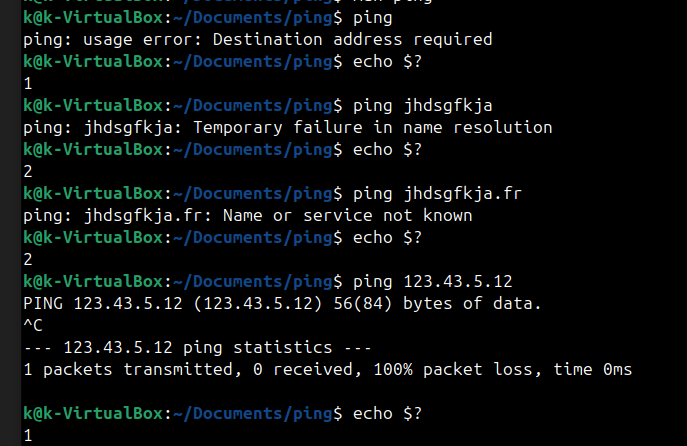 k@k-VirtualBox:~/Documents/ping$ ping
ping: usage error: Destination address required
k@k-VirtualBox:~/Documents/ping$ echo $?
1
k@k-VirtualBox:~/Documents/ping$ ping jhdsgfkja
ping: jhdsgfkja: Temporary failure in name resolution
k@k-VirtualBox:~/Documents/ping$ echo $?
2
k@k-VirtualBox:~/Documents/ping$ ping jhdsgfkja.fr
ping: jhdsgfkja.fr: Name or service not known
k@k-VirtualBox:~/Documents/ping$ echo $?
2
k@k-VirtualBox:~/Documents/ping$ ping 123.43.5.12
PING 123.43.5.12 (123.43.5.12) 56(84) bytes of data.
^C
--- 123.43.5.12 ping statistics ---
1 packets transmitted, 0 received, 100% packet loss, time 0ms
k@k-VirtualBox:~/Documents/ping$ echo $?
1